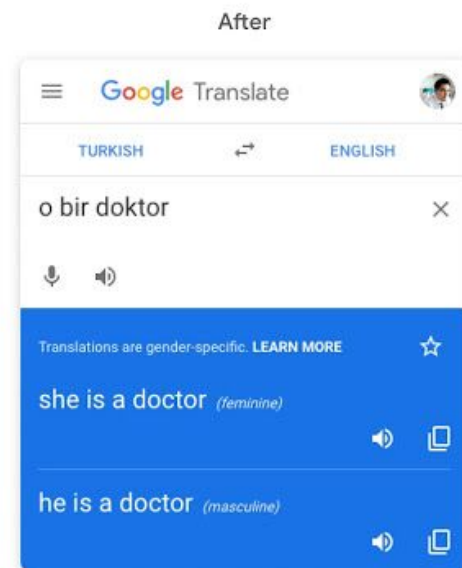 After
Google Translate
TURKISH ENGLISH
o bir doktor
Translations are gender-specific. LEARN MORE
she is a doctor (feminine)
he is a doctor (masculine)